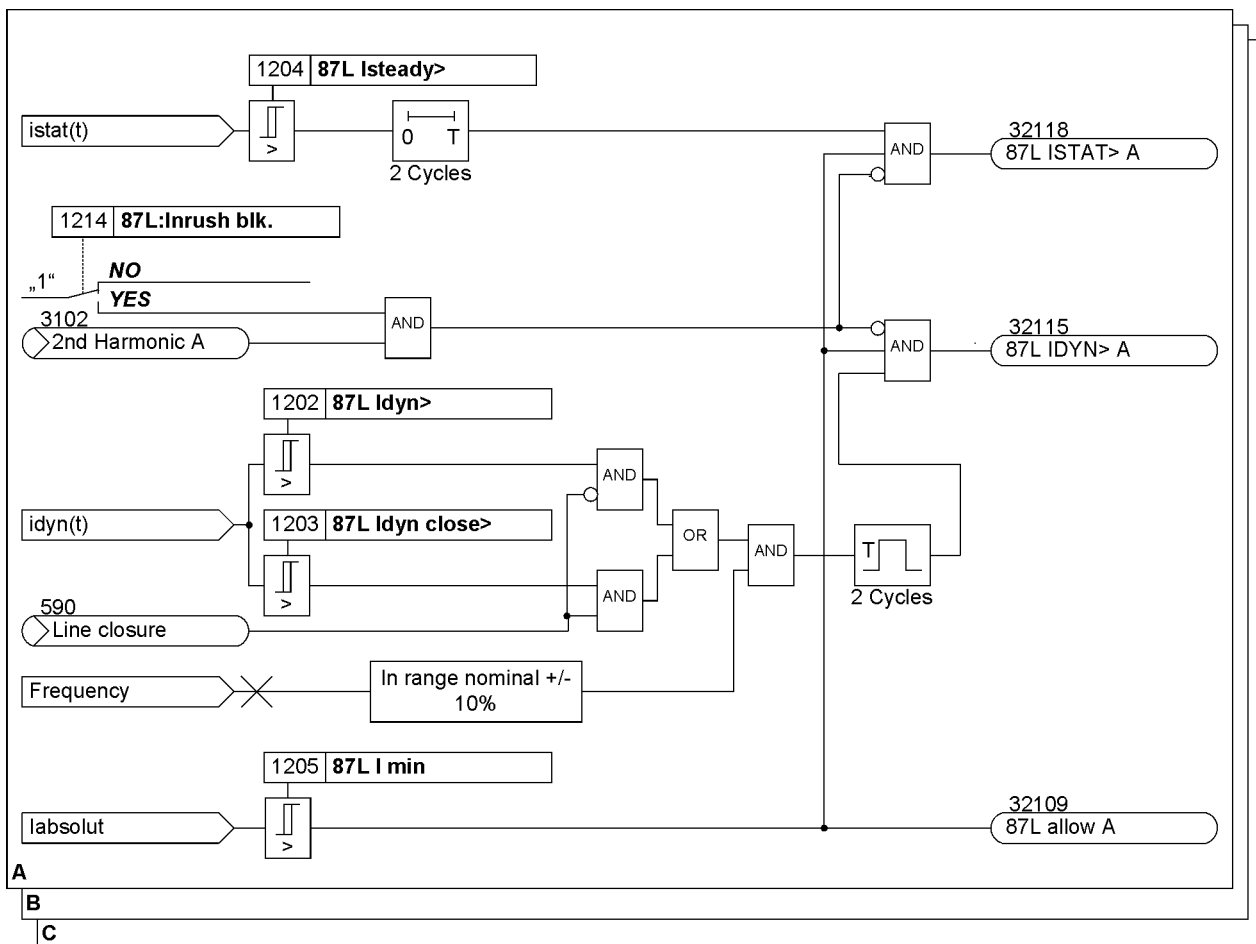 1204 87L Isteady>
istat(t)
>
0 T
2 Cycles
AND
32118
87L ISTAT> A
1214 87L:Inrush blk.
„1“
NO
YES
3102
2nd Harmonic A
AND
AND
32115
87L IDYN> A
1202 87L Idyn>
>
AND
idyn(t)
1203 87L Idyn close>
>
OR
AND
AND
T
2 Cycles
590
Line closure
Frequency
In range nominal +/-
10%
1205 87L I min
Iabsolut
>
32109
87L allow A
A
B
C